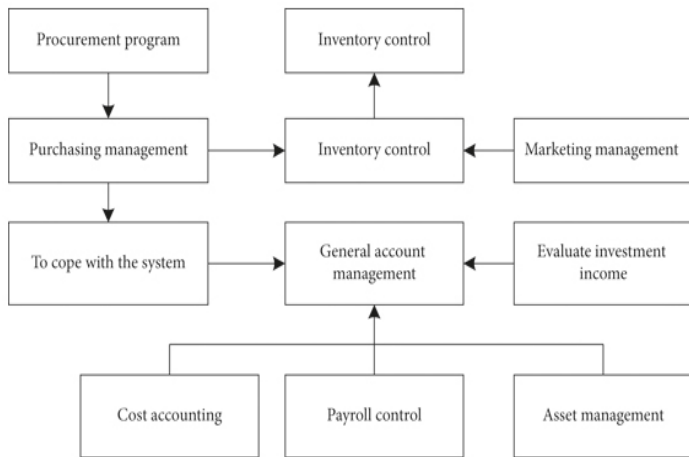 Procurement program
Inventory control
Purchasing management
Inventory control
Marketing management
To cope with the system
General account
management
Evaluate investment
income
Cost accounting
Payroll control
Asset management